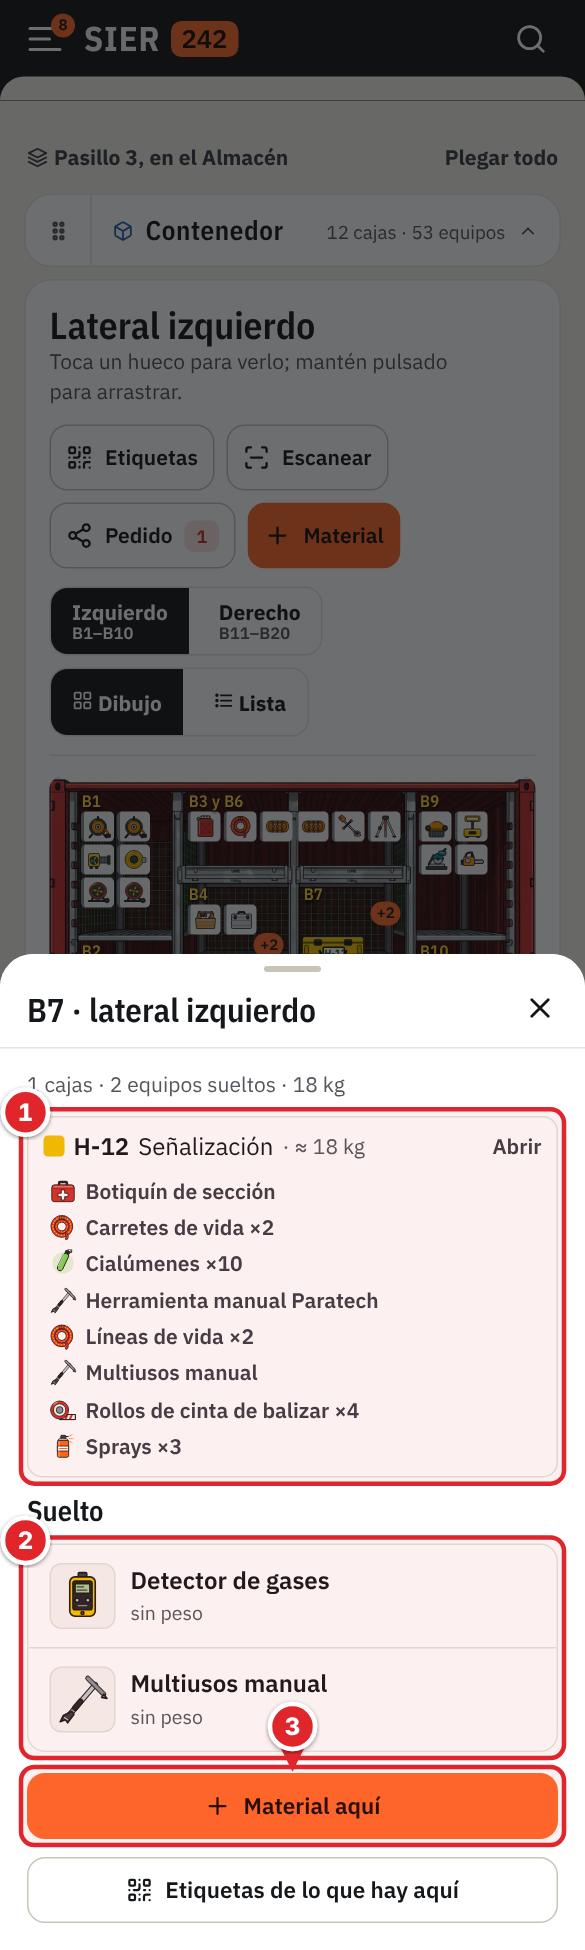 8
SIER 242
Pasillo 3, en el Almacén
Plegar todo
Contenedor
12 cajas · 53 equipos
Lateral izquierdo
Toca un hueco para verlo; mantén pulsado
para arrastrar.
Etiquetas
Escanear
Pedido 1
+ Material
Izquierdo
B1–B10
Derecho
B11–B20
Dibujo
Lista
B1
B3 y B6
B9
B4
B7
+2
+2
B2
B10
B7 · lateral izquierdo
1 cajas · 2 equipos sueltos · 18 kg
1
H-12 Señalización · ≈ 18 kg
Abrir
Botiquín de sección
Carretes de vida ×2
Cialúmenes ×10
Herramienta manual Paratech
Líneas de vida ×2
Multiusos manual
Rollos de cinta de balizar ×4
Sprays ×3
Suelto
2
Detector de gases
sin peso
Multiusos manual
sin peso
3
+ Material aquí
Etiquetas de lo que hay aquí